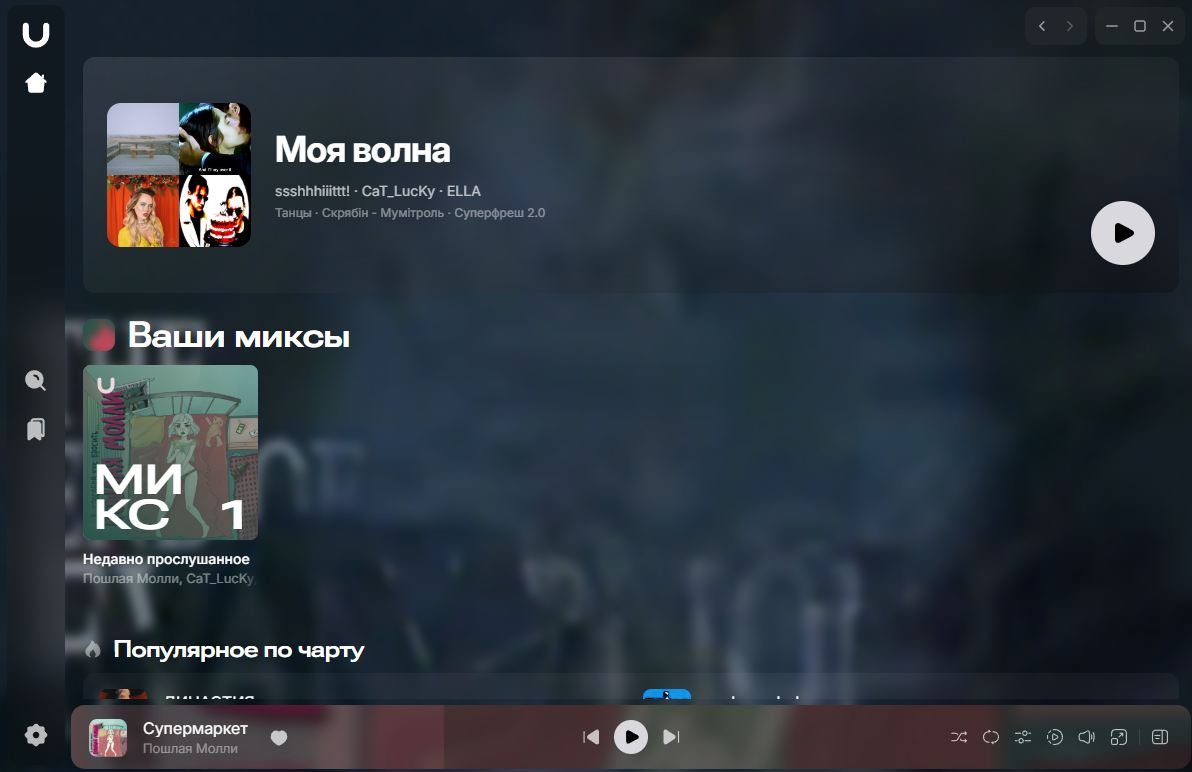 Моя волна
ssshhhiiittt! · CaT_LucKy · ELLA
Танцы · Скрябін - Мумітроль · Суперфреш 2.0
Ваши миксы
МИ
КС 1
Недавно прослушанное
Пошлая Молли, CaT_LucKy,
Популярное по чарту
ДИНАСТИЯ
Супермаркет
Пошлая Молли